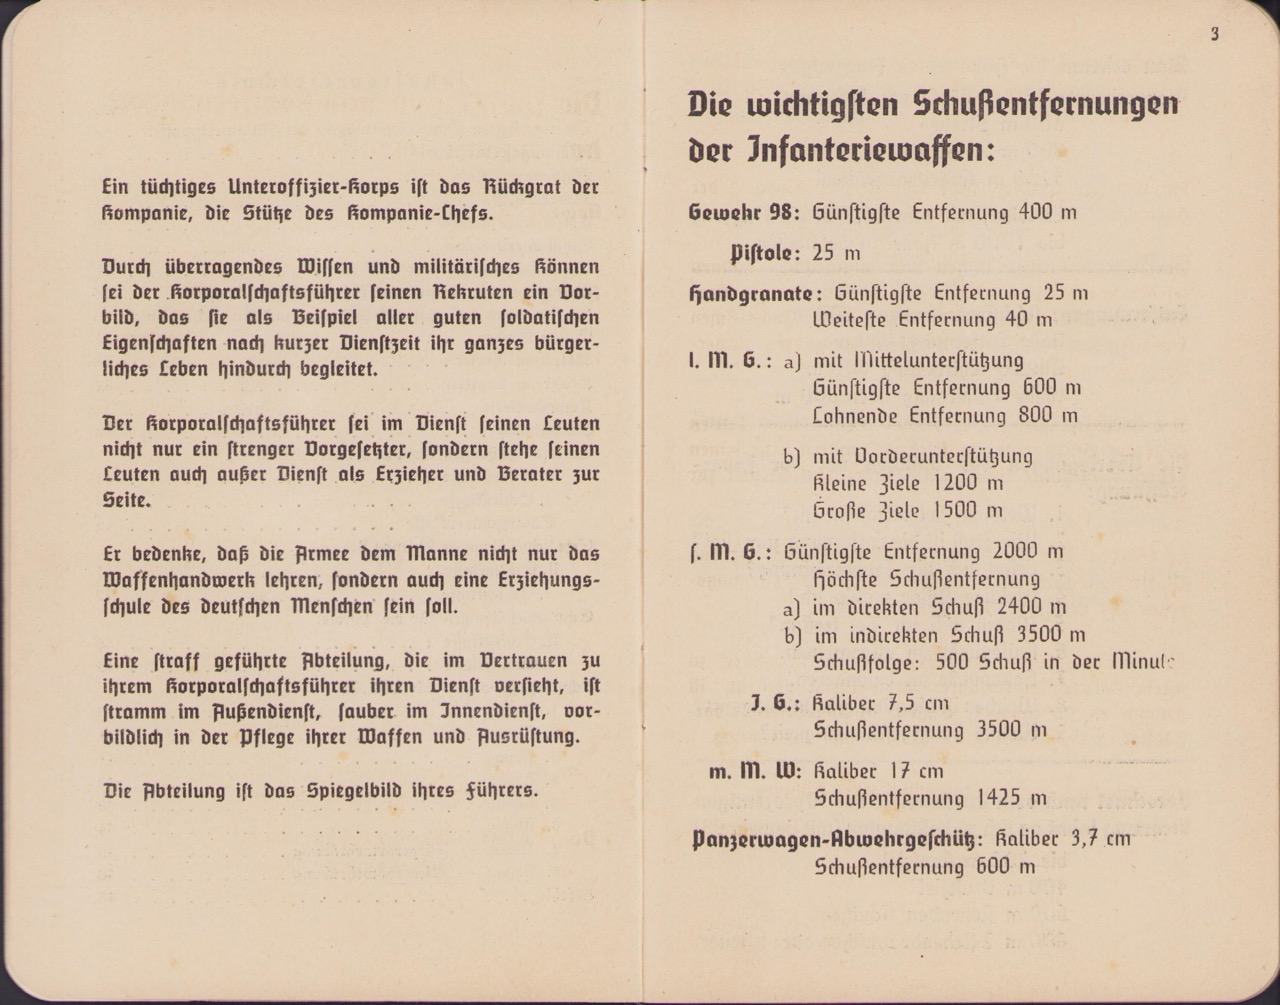 Ein tüchtiges Unteroffizier-Korps iſt das Rückgrat der
Kompanie, die Stütze des Kompanie-Chefs.
Durch überragendes Wiſſen und militäriſches Können
ſei der Korporalſchaftsführer ſeinen Rekruten ein Vor-
bild, das ſie als Beiſpiel aller guten ſoldatiſchen
Eigenſchaften nach kurzer Dienſtzeit ihr ganzes bürger-
liches Leben hindurch begleitet.
Der Korporalſchaftsführer ſei im Dienſt ſeinen Leuten
nicht nur ein ſtrenger Vorgeſetzter, ſondern ſtehe ſeinen
Leuten auch außer Dienſt als Erzieher und Berater zur
Seite.
Er bedenke, daß die Armee dem Manne nicht nur das
Waffenhandwerk lehren, ſondern auch eine Erziehungs-
ſchule des deutſchen Menſchen ſein ſoll.
Eine ſtraff geführte Abteilung, die im Vertrauen zu
ihrem Korporalſchaftsführer ihren Dienſt verſieht, iſt
ſtramm im Außendienſt, ſauber im Innendienſt, vor-
bildlich in der Pflege ihrer Waffen und Ausrüſtung.
Die Abteilung iſt das Spiegelbild ihres Führers.
3
Die wichtigſten Schußentfernungen
der Infanteriewaffen:
Gewehr 98: Günſtigſte Entfernung 400 m
Piſtole: 25 m
Handgranate: Günſtigſte Entfernung 25 m
Weiteſte Entfernung 40 m
l. M. G.: a) mit Mittelunterſtützung
Günſtigſte Entfernung 600 m
Lohnende Entfernung 800 m
b) mit Vorderunterſtützung
Kleine Ziele 1200 m
Große Ziele 1500 m
ſ. M. G.: Günſtigſte Entfernung 2000 m
Höchſte Schußentfernung
a) im direkten Schuß 2400 m
b) im indirekten Schuß 3500 m
Schußfolge: 500 Schuß in der Minute
J. G.: Kaliber 7,5 cm
Schußentfernung 3500 m
m. M. W: Kaliber 17 cm
Schußentfernung 1425 m
Panzerwagen-Abwehrgeſchütz: Kaliber 3,7 cm
Schußentfernung 600 m